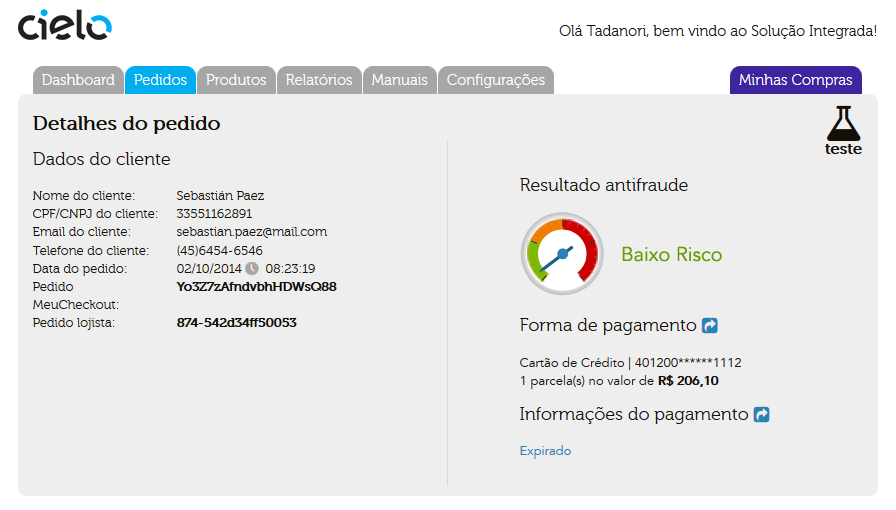 cielo
Olá Tadanori, bem vindo ao Solução Integrada!
Dashboard Pedidos Produtos Relatórios Manuais Configurações Minhas Compras
Detalhes do pedido
teste
Dados do cliente
Nome do cliente: Sebastián Paez
CPF/CNPJ do cliente: 33551162891
Email do cliente: sebastian.paez@mail.com
Telefone do cliente: (45)6454-6546
Data do pedido: 02/10/2014 08:23:19
Pedido Yo3Z7zAfndvbhHDWsQ88
MeuCheckout:
Pedido lojista: 874-542d34ff50053
Resultado antifraude
Baixo Risco
Forma de pagamento
Cartão de Crédito | 401200******1112
1 parcela(s) no valor de R$ 206,10
Informações do pagamento
Expirado